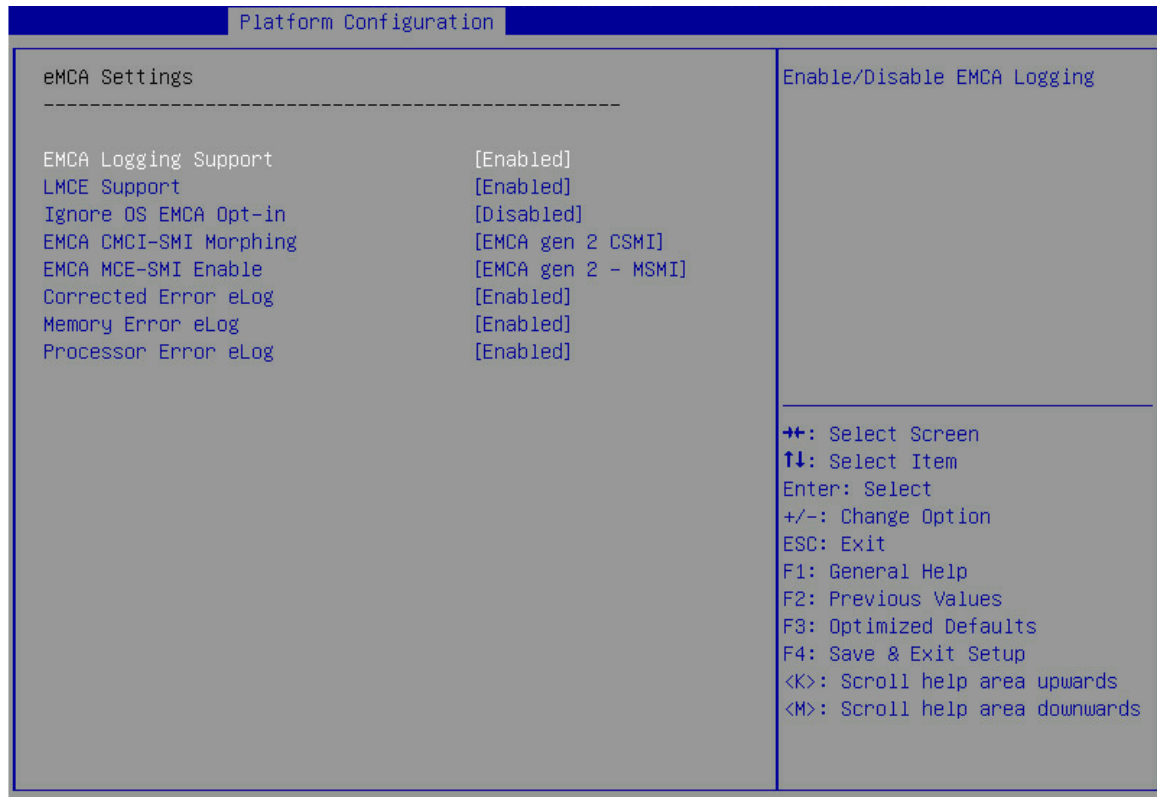 Platform Configuration
eMCA Settings
--------------------------------------------------
EMCA Logging Support [Enabled]
LMCE Support [Enabled]
Ignore OS EMCA Opt-in [Disabled]
EMCA CMCI-SMI Morphing [EMCA gen 2 CSMI]
EMCA MCE-SMI Enable [EMCA gen 2 - MSMI]
Corrected Error eLog [Enabled]
Memory Error eLog [Enabled]
Processor Error eLog [Enabled]
Enable/Disable EMCA Logging
→←: Select Screen
↑↓: Select Item
Enter: Select
+/-: Change Option
ESC: Exit
F1: General Help
F2: Previous Values
F3: Optimized Defaults
F4: Save & Exit Setup
<K>: Scroll help area upwards
<M>: Scroll help area downwards